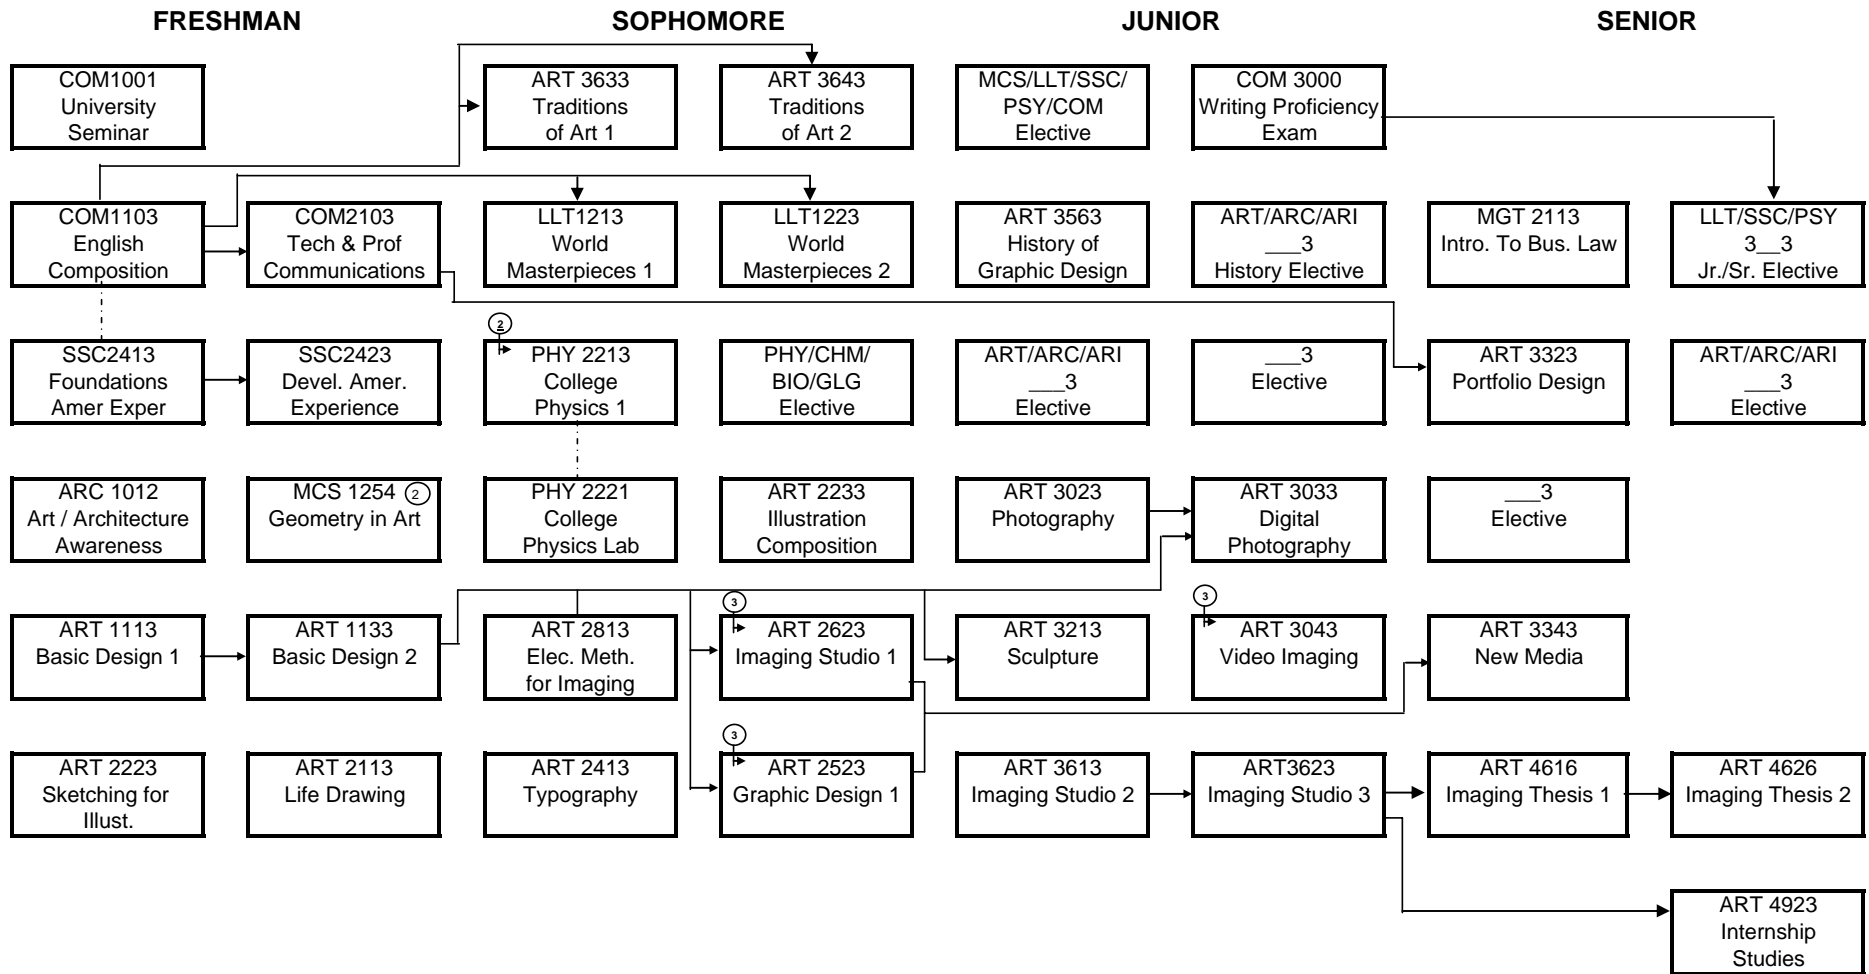 FRESHMAN
SOPHOMORE
JUNIOR
SENIOR
COM1001
University
Seminar
ART 3633
Traditions
of Art 1
ART 3643
Traditions
of Art 2
MCS/LLT/SSC/
PSY/COM
Elective
COM 3000
Writing Proficiency
Exam
COM1103
English
Composition
COM2103
Tech & Prof
Communications
LLT1213
World
Masterpieces 1
LLT1223
World
Masterpieces 2
ART 3563
History of
Graphic Design
ART/ARC/ARI
___3
History Elective
MGT 2113
Intro. To Bus. Law
LLT/SSC/PSY
3__3
Jr./Sr. Elective
SSC2413
Foundations
Amer Exper
SSC2423
Devel. Amer.
Experience
2
PHY 2213
College
Physics 1
PHY/CHM/
BIO/GLG
Elective
ART/ARC/ARI
___3
Elective
___3
Elective
ART 3323
Portfolio Design
ART/ARC/ARI
___3
Elective
ARC 1012
Art / Architecture
Awareness
MCS 1254 2
Geometry in Art
PHY 2221
College
Physics Lab
ART 2233
Illustration
Composition
ART 3023
Photography
ART 3033
Digital
Photography
___3
Elective
ART 1113
Basic Design 1
ART 1133
Basic Design 2
ART 2813
Elec. Meth.
for Imaging
3
ART 2623
Imaging Studio 1
ART 3213
Sculpture
3
ART 3043
Video Imaging
ART 3343
New Media
ART 2223
Sketching for
Illust.
ART 2113
Life Drawing
ART 2413
Typography
3
ART 2523
Graphic Design 1
ART 3613
Imaging Studio 2
ART3623
Imaging Studio 3
ART 4616
Imaging Thesis 1
ART 4626
Imaging Thesis 2
ART 4923
Internship
Studies